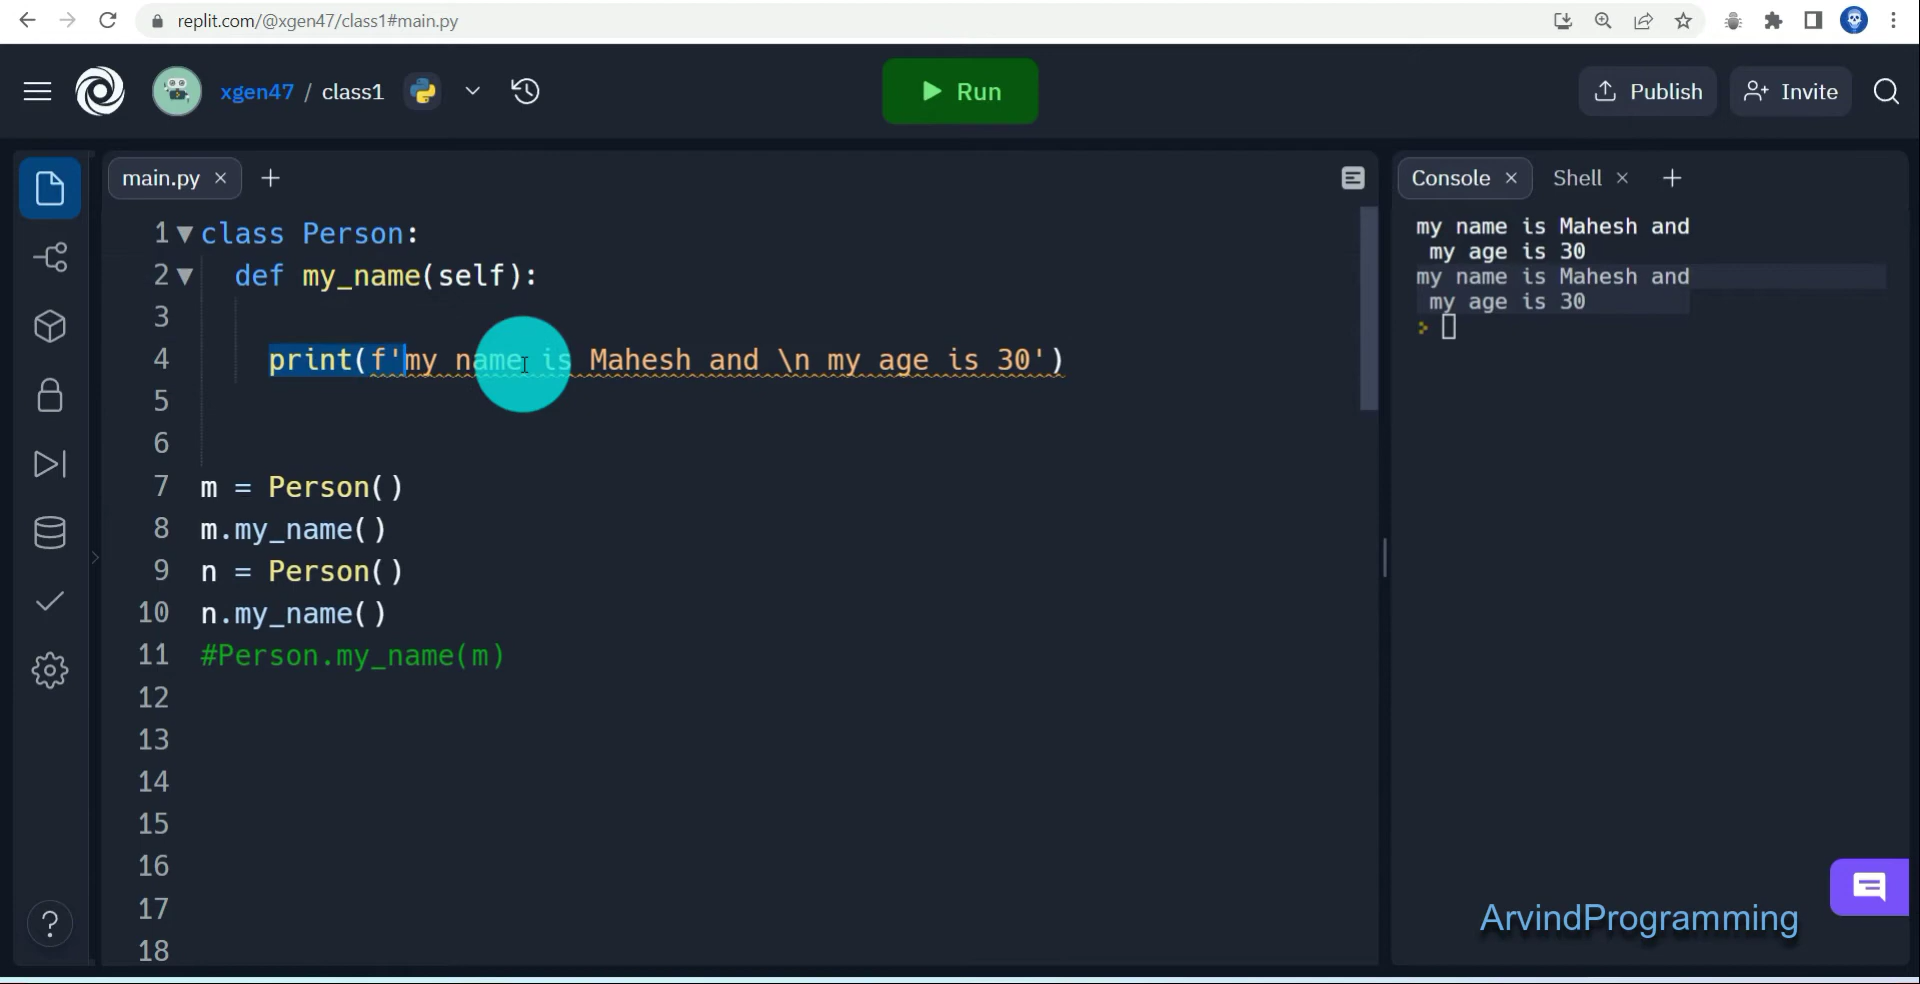 replit.com/@xgen47/class1#main.py
xgen47 / class1
Run
Publish
Invite
main.py
1 class Person:
2 def my_name(self):
3
4 print(f'my name is Mahesh and \n my age is 30')
5
6
7 m = Person()
8 m.my_name()
9 n = Person()
10 n.my_name()
11 #Person.my_name(m)
12
13
14
15
16
17
18
Console
Shell
my name is Mahesh and
my age is 30
my name is Mahesh and
my age is 30
ArvindProgramming